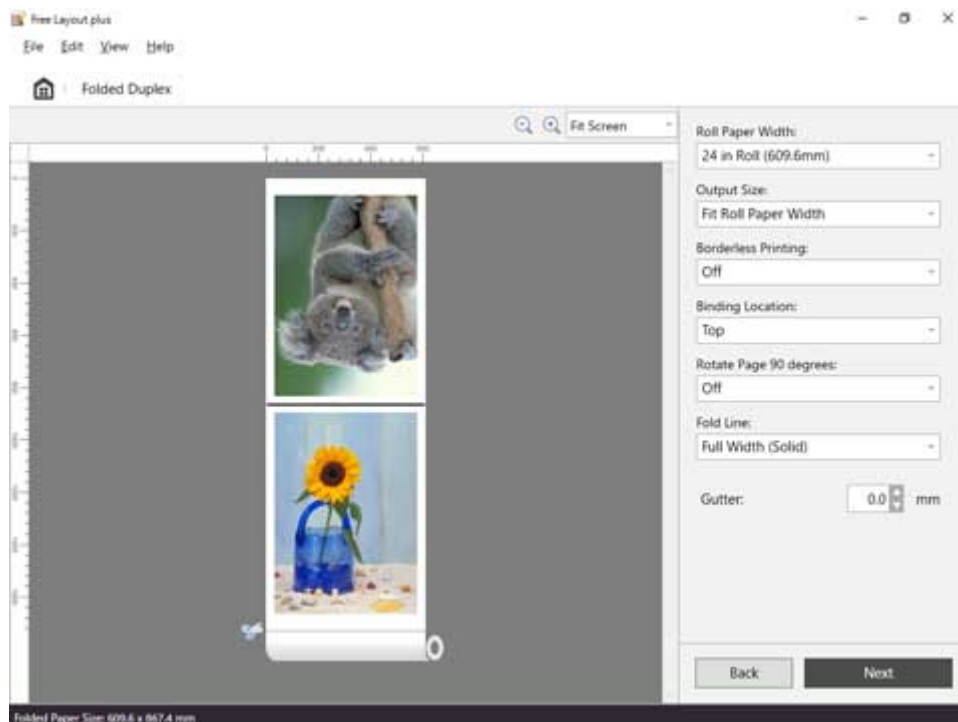 Free Layout plus
File Edit View Help
Folded Duplex
Fit Screen
Roll Paper Width:
24 in Roll (609.6mm)
Output Size:
Fit Roll Paper Width
Borderless Printing:
Off
Binding Location:
Top
Rotate Page 90 degrees:
Off
Fold Line:
Full Width (Solid)
Gutter: 0.0 mm
Back Next
Folded Paper Size: 609.6 x 867.4 mm